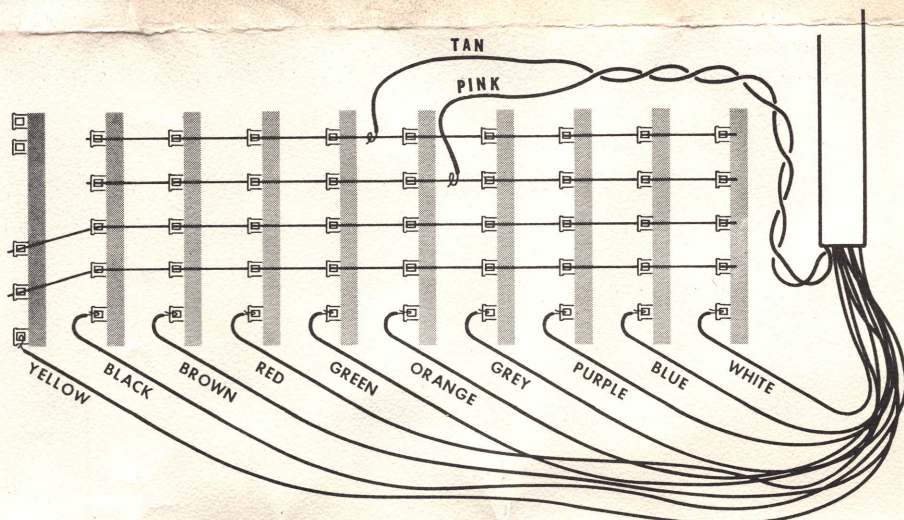 TAN
PINK
YELLOW
BLACK
BROWN
RED
GREEN
ORANGE
GREY
PURPLE
BLUE
WHITE